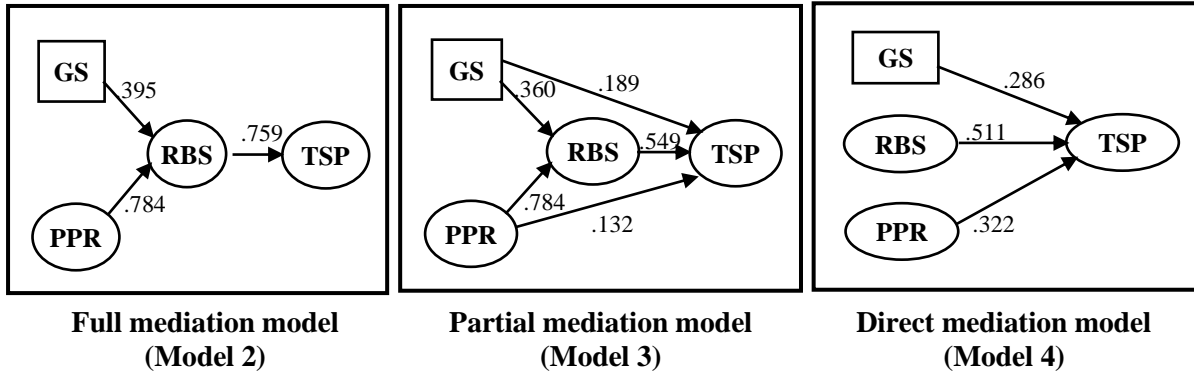 GS
395
RBS
.759
TSP
.784
PPR
GS
.360
.189
RBS
.549
TSP
.784
PPR
.132
GS
.286
RBS
.511
TSP
PPR
.322
Full mediation model
(Model 2)
Partial mediation model
(Model 3)
Direct mediation model
(Model 4)